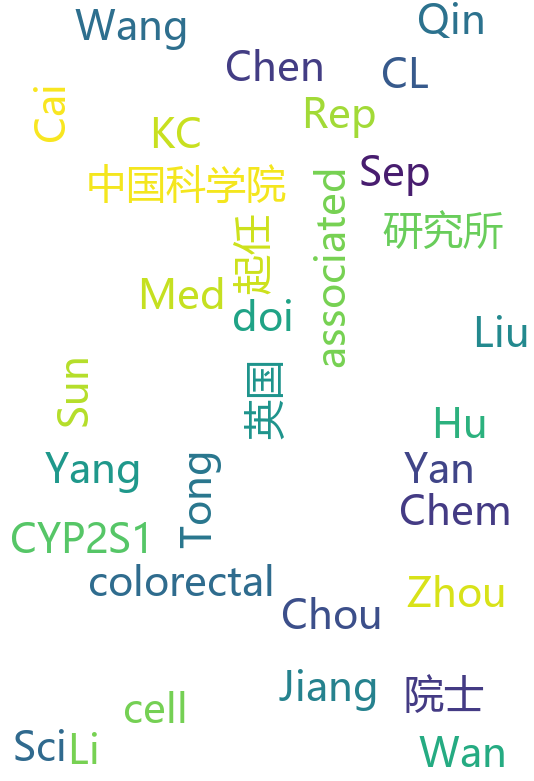 Wang
Qin
Chen
CL
Cai
Rep
KC
Sep
中国科学院
associated
研究所
起任
Med
doi
Liu
英国
Sun
Hu
Yang
Tong
Yan
Chem
CYP2S1
colorectal
Zhou
Chou
Jiang
院士
cell
Sci
Li
Wan